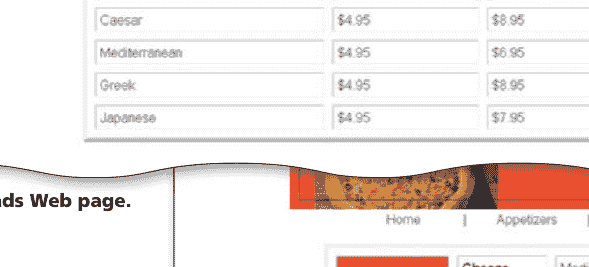 Caesar $4.95 $8.95
Mediterranean $4.95 $6.95
Greek $4.95 $8.95
Japanese $4.95 $7.95
ds Web page.
Home | Appetizers |
Cheese Medi